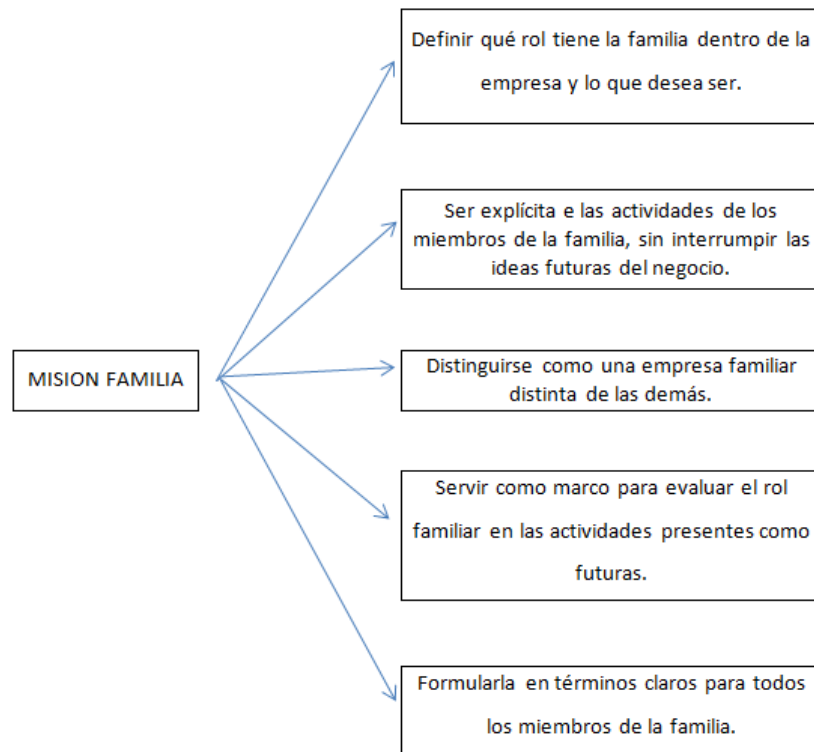 Definir qué rol tiene la familia dentro de la
empresa y lo que desea ser.
Ser explícita e las actividades de los
miembros de la familia, sin interrumpir las
ideas futuras del negocio.
MISION FAMILIA
Distinguirse como una empresa familiar
distinta de las demás.
Servir como marco para evaluar el rol
familiar en las actividades presentes como
futuras.
Formularla en términos claros para todos
los miembros de la familia.